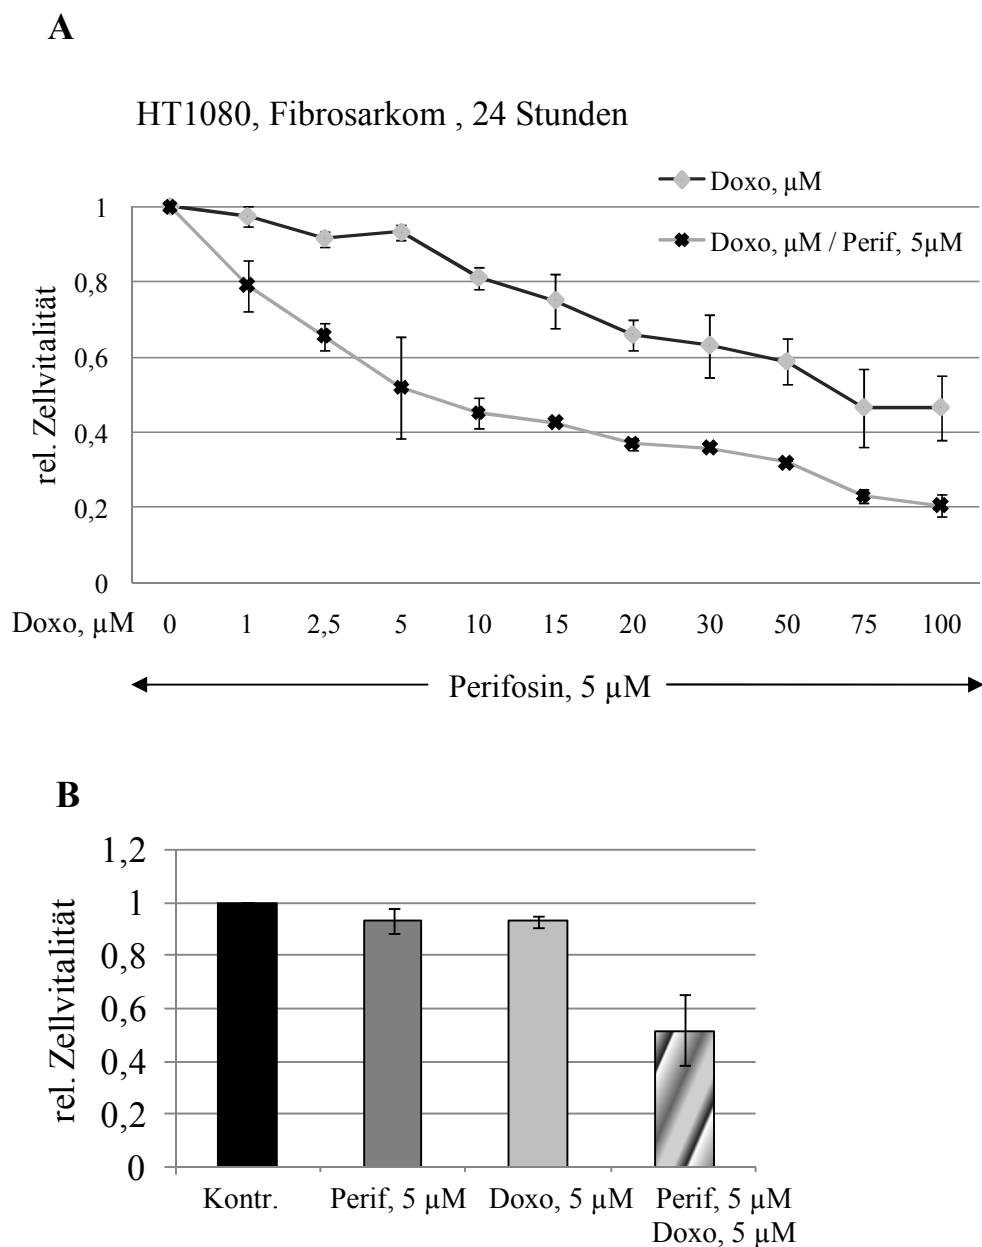 A
HT1080, Fibrosarkom , 24 Stunden
Doxo, µM
Doxo, µM / Perif, 5µM
rel. Zellvitalität
1
0,8
0,6
0,4
0,2
0
Doxo, µM 0 1 2,5 5 10 15 20 30 50 75 100
Perifosin, 5 µM
B
rel. Zellvitalität
1,2
1
0,8
0,6
0,4
0,2
0
Kontr. Perif, 5 µM Doxo, 5 µM Perif, 5 µM
Doxo, 5 µM